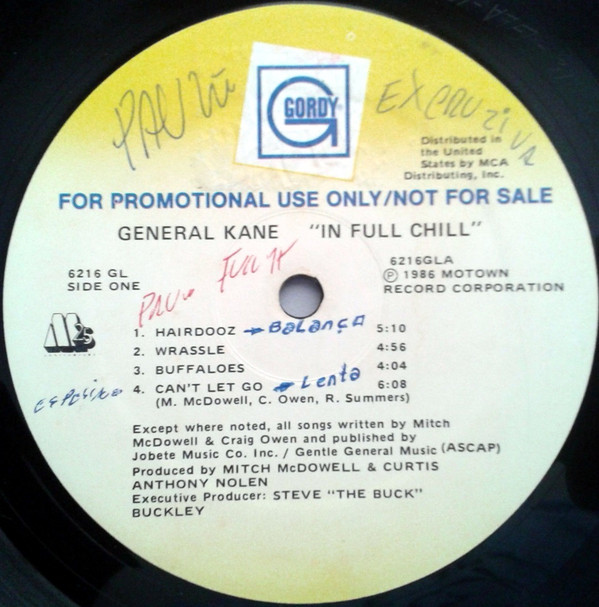 GORDY
G
Distributed in
the United
States by MCA
Distributing, Inc.
FOR PROMOTIONAL USE ONLY/NOT FOR SALE
GENERAL KANE "IN FULL CHILL"
6216 GL
SIDE ONE
6216GLA
Ⓟ 1986 MOTOWN
RECORD CORPORATION
1. HAIRDOOZ → BaLança 5:10
2. WRASSLE 4:56
3. BUFFALOES 4:04
4. CAN'T LET GO → Lenta 6:08
(M. McDOWELL, C. Owen, R. Summers)
Except where noted, all songs written by Mitch
McDowell & Craig Owen and published by
Jobete Music Co. Inc. / Gentle General Music (ASCAP)
Produced by MITCH McDOWELL & CURTIS
ANTHONY NOLEN
Executive Producer: STEVE "THE BUCK"
BUCKLEY